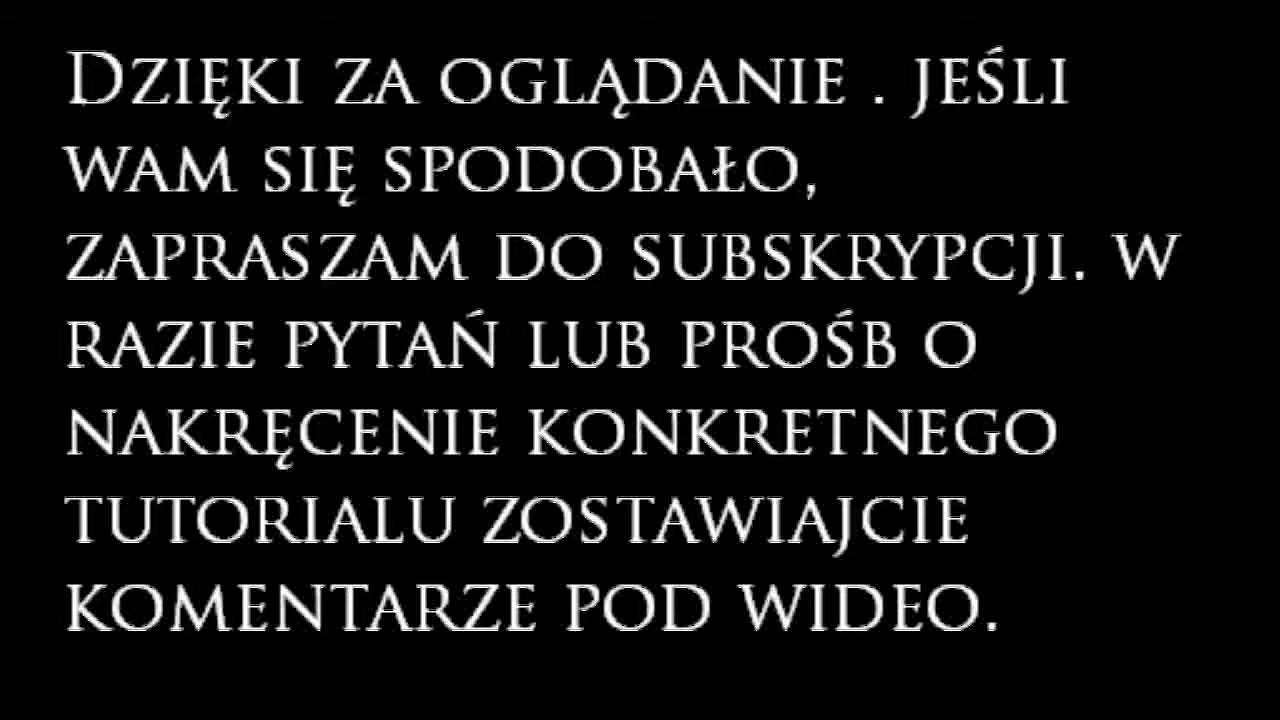 Dzięki za oglądanie . jeśli
wam się spodobało,
zapraszam do subskrypcji. w
razie pytań lub próśb o
nakręcenie konkretnego
tutorialu zostawiajcie
komentarze pod wideo.